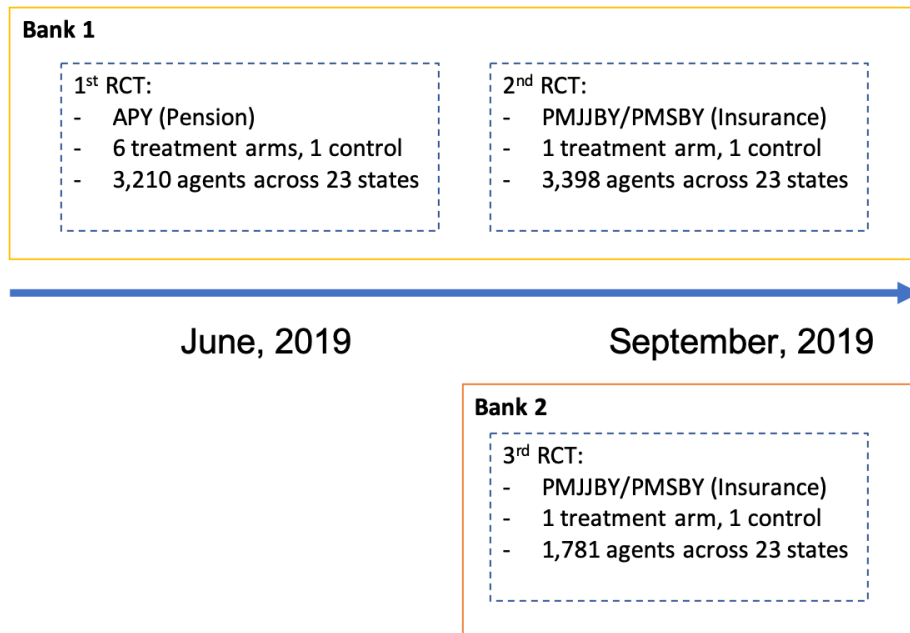 Bank 1
1st RCT:
- APY (Pension)
- 6 treatment arms, 1 control
- 3,210 agents across 23 states
2nd RCT:
- PMJJBY/PMSBY (Insurance)
- 1 treatment arm, 1 control
- 3,398 agents across 23 states
June, 2019
September, 2019
Bank 2
3rd RCT:
- PMJJBY/PMSBY (Insurance)
- 1 treatment arm, 1 control
- 1,781 agents across 23 states